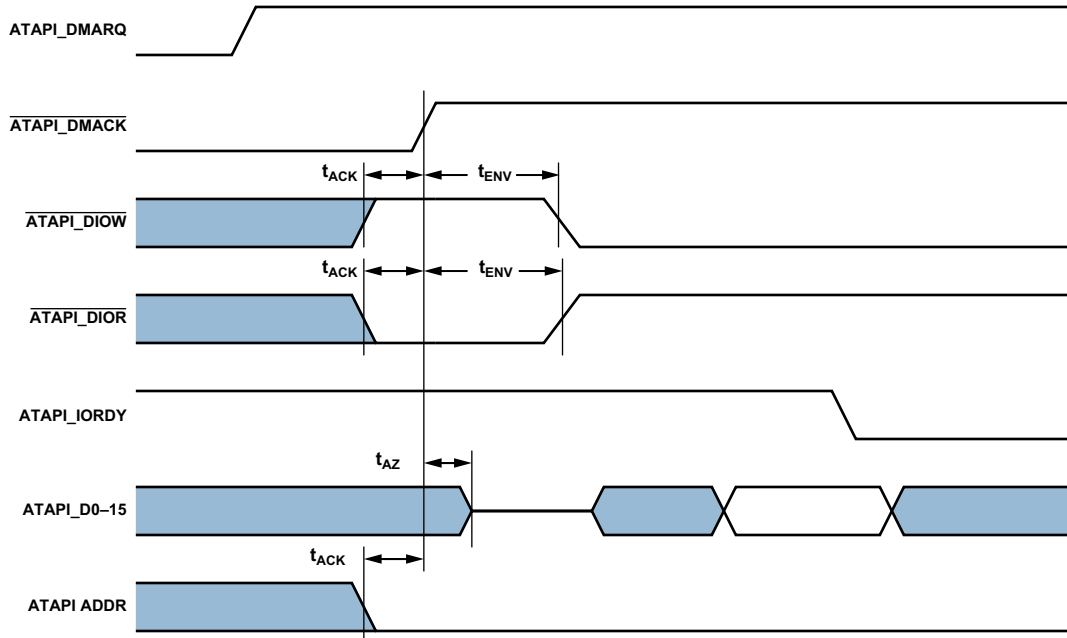 ATAPI_DMARQ
ATAPI_DMACK
tACK
tENV
ATAPI_DIOW
tACK
tENV
ATAPI_DIOR
ATAPI_IORDY
tAZ
ATAPI_D0–15
tACK
ATAPI ADDR